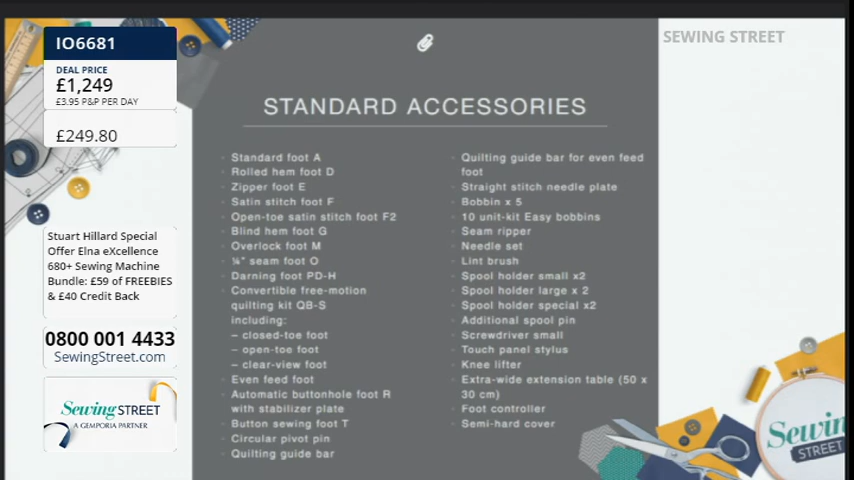 IO6681
DEAL PRICE
£1,249
£3.95 P&P PER DAY
£249.80
Stuart Hillard Special
Offer Elna eXcellence
680+ Sewing Machine
Bundle: £59 of FREEBIES
& £40 Credit Back
0800 001 4433
SewingStreet.com
Sewing STREET
A GEMPORIA PARTNER
SEWING STREET
STANDARD ACCESSORIES
Standard foot A
Rolled hem foot D
Zipper foot E
Satin stitch foot F
Open-toe satin stitch foot F2
Blind hem foot G
Overlock foot M
¼" seam foot O
Darning foot PD-H
Convertible free-motion
quilting kit QB-S
including:
– closed-toe foot
– open-toe foot
– clear-view foot
Even feed foot
Automatic buttonhole foot R
with stabilizer plate
Button sewing foot T
Circular pivot pin
Quilting guide bar
Quilting guide bar for even feed
foot
Straight stitch needle plate
Bobbin x 5
10 unit-kit Easy bobbins
Seam ripper
Needle set
Lint brush
Spool holder small x2
Spool holder large x 2
Spool holder special x2
Additional spool pin
Screwdriver small
Touch panel stylus
Knee lifter
Extra-wide extension table (50 x
30 cm)
Foot controller
Semi-hard cover
Sewin
STREET